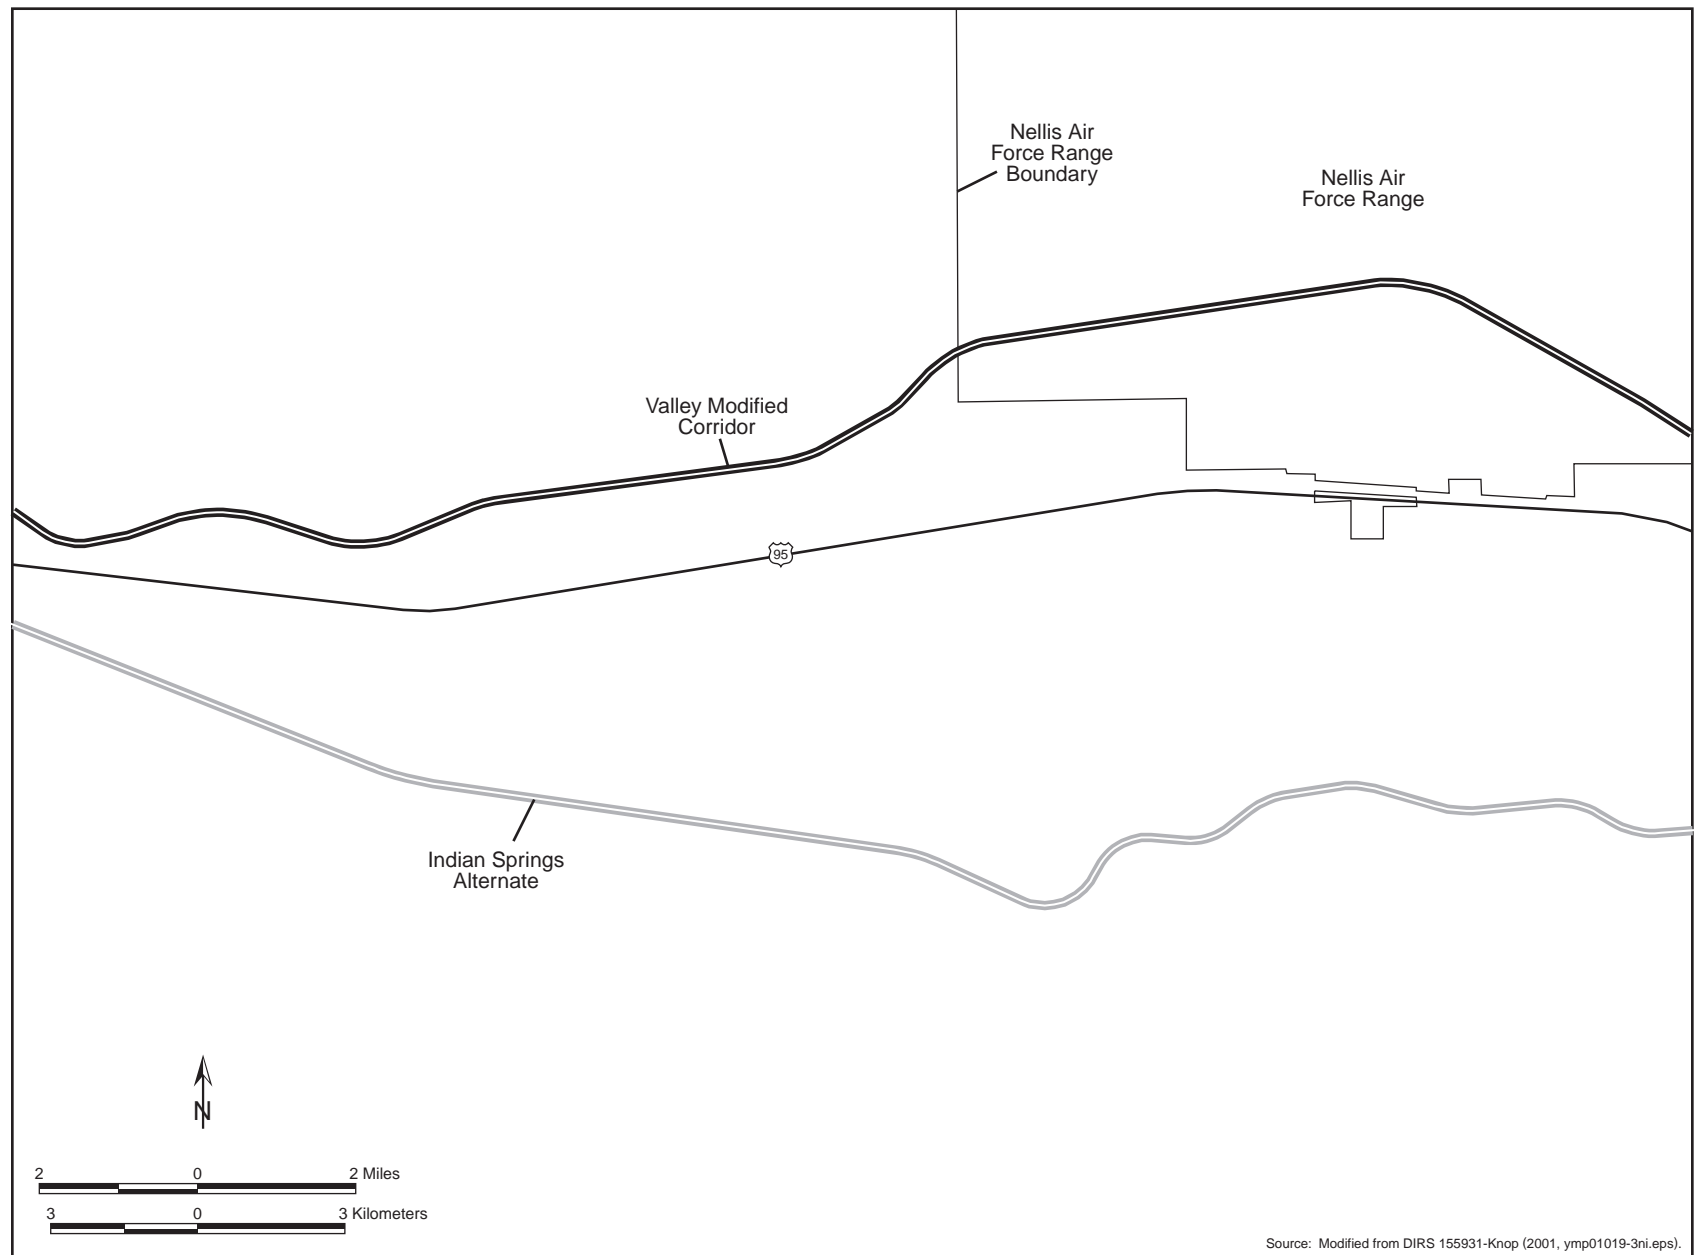 Nellis Air
Force Range
Boundary
Nellis Air
Force Range
Valley Modified
Corridor
95
Indian Springs
Alternate
N
2 0 2 Miles
3 0 3 Kilometers
Source: Modified from DIRS 155931-Knop (2001, ymp01019-3ni.eps).